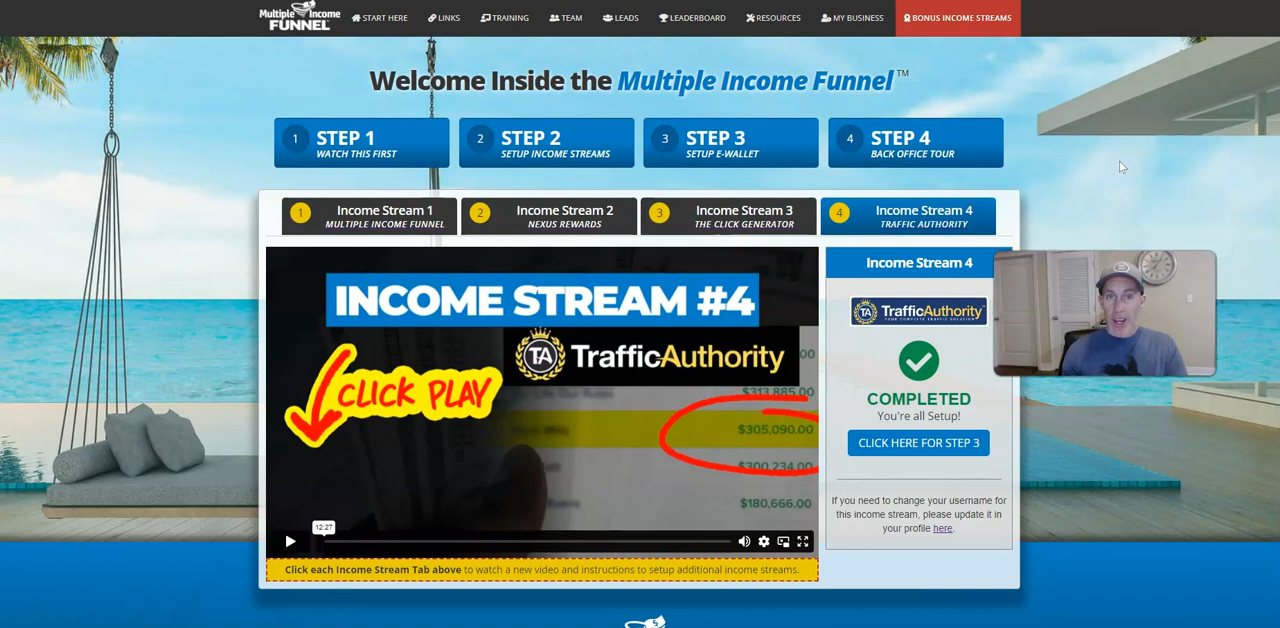 Multiple Income
FUNNEL
START HERE
LINKS
TRAINING
TEAM
LEADS
LEADERBOARD
RESOURCES
MY BUSINESS
BONUS INCOME STREAMS
Welcome Inside the Multiple Income Funnel™
1
STEP 1
WATCH THIS FIRST
2
STEP 2
SETUP INCOME STREAMS
3
STEP 3
SETUP E-WALLET
4
STEP 4
BACK OFFICE TOUR
1
Income Stream 1
MULTIPLE INCOME FUNNEL
2
Income Stream 2
NEXUS REWARDS
3
Income Stream 3
THE CLICK GENERATOR
4
Income Stream 4
TRAFFIC AUTHORITY
INCOME STREAM #4
TA TrafficAuthority
CLICK PLAY
$313,885.00
$305,090.00
$300,234.00
$180,666.00
12:27
Click each Income Stream Tab above to watch a new video and instructions to setup additional income streams.
Income Stream 4
TA TrafficAuthority
YOUR COMPLETE TRAFFIC SOLUTION
COMPLETED
You're all Setup!
CLICK HERE FOR STEP 3
If you need to change your username for
this income stream, please update it in
your profile here.